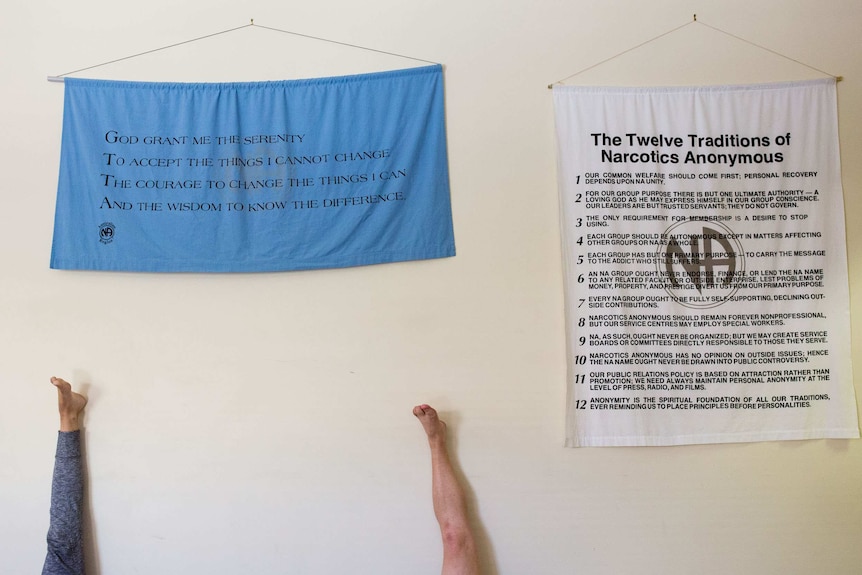 GOD GRANT ME THE SERENITY
TO ACCEPT THE THINGS I CANNOT CHANGE
THE COURAGE TO CHANGE THE THINGS I CAN
AND THE WISDOM TO KNOW THE DIFFERENCE.
The Twelve Traditions of
Narcotics Anonymous
1 OUR COMMON WELFARE SHOULD COME FIRST; PERSONAL RECOVERY
DEPENDS UPON NA UNITY.
2 FOR OUR GROUP PURPOSE THERE IS BUT ONE ULTIMATE AUTHORITY — A
LOVING GOD AS HE MAY EXPRESS HIMSELF IN OUR GROUP CONSCIENCE.
OUR LEADERS ARE BUT TRUSTED SERVANTS; THEY DO NOT GOVERN.
3 THE ONLY REQUIREMENT FOR MEMBERSHIP IS A DESIRE TO STOP
USING.
4 EACH GROUP SHOULD BE AUTONOMOUS EXCEPT IN MATTERS AFFECTING
OTHER GROUPS OR NA AS A WHOLE.
5 EACH GROUP HAS BUT ONE PRIMARY PURPOSE — TO CARRY THE MESSAGE
TO THE ADDICT WHO STILL SUFFERS.
6 AN NA GROUP OUGHT NEVER ENDORSE, FINANCE, OR LEND THE NA NAME
TO ANY RELATED FACILITY OR OUTSIDE ENTERPRISE, LEST PROBLEMS OF
MONEY, PROPERTY, AND PRESTIGE DIVERT US FROM OUR PRIMARY PURPOSE.
7 EVERY NA GROUP OUGHT TO BE FULLY SELF-SUPPORTING, DECLINING OUT-
SIDE CONTRIBUTIONS.
8 NARCOTICS ANONYMOUS SHOULD REMAIN FOREVER NONPROFESSIONAL,
BUT OUR SERVICE CENTRES MAY EMPLOY SPECIAL WORKERS.
9 NA, AS SUCH, OUGHT NEVER BE ORGANIZED; BUT WE MAY CREATE SERVICE
BOARDS OR COMMITTEES DIRECTLY RESPONSIBLE TO THOSE THEY SERVE.
10 NARCOTICS ANONYMOUS HAS NO OPINION ON OUTSIDE ISSUES; HENCE
THE NA NAME OUGHT NEVER BE DRAWN INTO PUBLIC CONTROVERSY.
11 OUR PUBLIC RELATIONS POLICY IS BASED ON ATTRACTION RATHER THAN
PROMOTION; WE NEED ALWAYS MAINTAIN PERSONAL ANONYMITY AT THE
LEVEL OF PRESS, RADIO, AND FILMS.
12 ANONYMITY IS THE SPIRITUAL FOUNDATION OF ALL OUR TRADITIONS,
EVER REMINDING US TO PLACE PRINCIPLES BEFORE PERSONALITIES.
NA